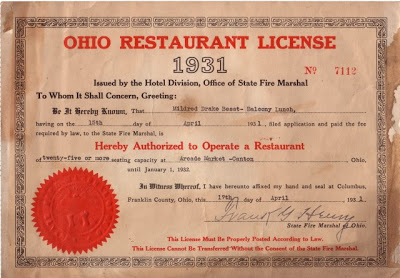 OHIO RESTAURANT LICENSE
1931
Nº 7112
Issued by the Hotel Division, Office of State Fire Marshal
To Whom It Shall Concern, Greeting:
Be It Hereby Known, That Mildred Drake Boset- Balcony Lunch,
having on the 18th day of April 1931 filed application and paid the fee
required by law, to the State Fire Marshal, is
Hereby Authorized to Operate a Restaurant
of twenty-five or more seating capacity at Arcade Market -Canton Ohio,
until January 1, 1932.
In Witness Whereof, I have hereunto affixed my hand and seal at Columbus,
Franklin County, Ohio, this 19th day of April 1931
State Fire Marshal of Ohio.
This License Must Be Properly Posted According to Law.
This License Cannot Be Transferred Without the Consent of the State Fire Marshal.